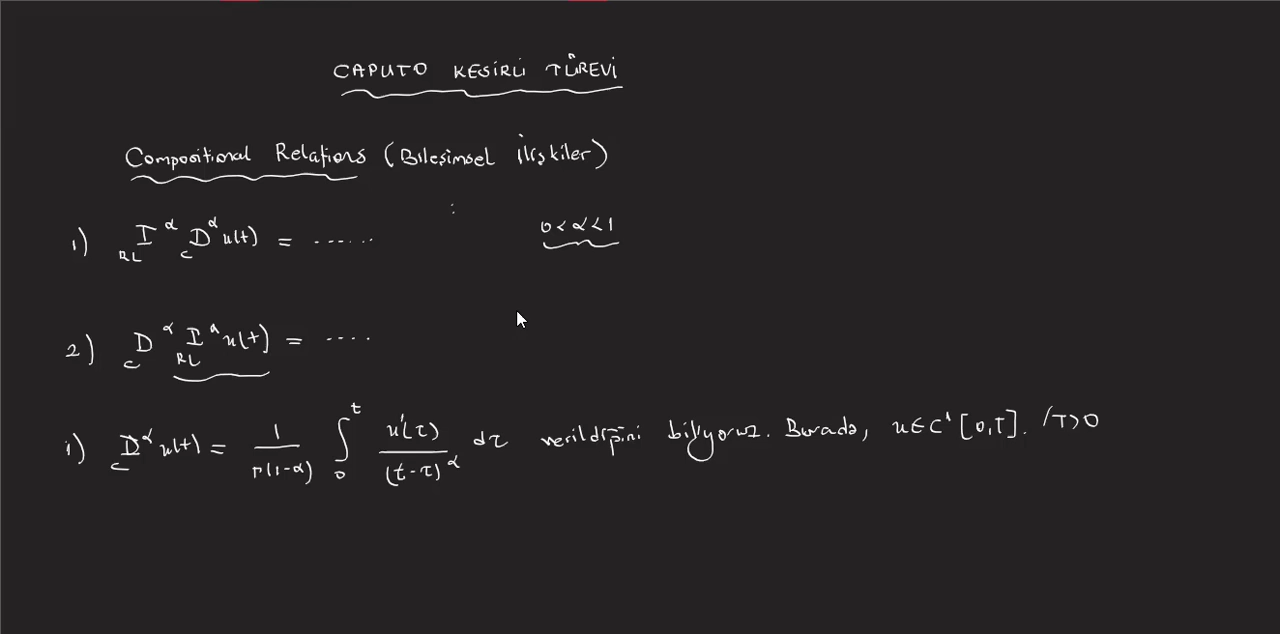 CAPUTO KESİRLİ TÜREVİ
Compositional Relations (Bileşimsel İlişkiler)
1) _{RL}I^α _{C}D^α u(t) = ...... 0<α<1
2) _{C}D^α _{RL}I^α u(t) = ....
1) _{C}D^α u(t) = 1/Γ(1-α) ∫_0^t u'(τ)/(t-τ)^α dτ verildiğini biliyoruz. Burada, u∈C^1[0,T]. /T>0